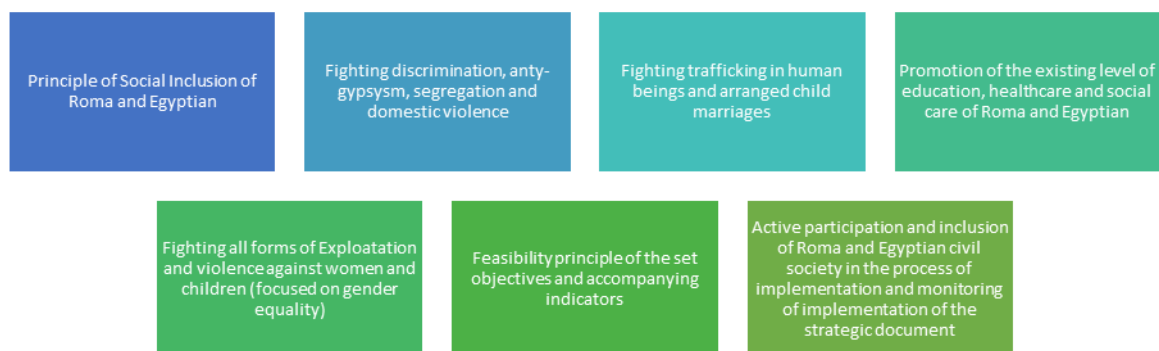 Principle of Social Inclusion of
Roma and Egyptian
Fighting discrimination, anty-
gypsysm, segregation and
domestic violence
Fighting trafficking in human
beings and arranged child
marriages
Promotion of the existing level of
education, healthcare and social
care of Roma and Egyptian
Fighting all forms of Exploatation
and violence against women and
children (focused on gender
equality)
Feasibility principle of the set
objectives and accompanying
indicators
Active participation and inclusion
of Roma and Egyptian civil
society in the process of
implementation and monitoring
of implementation of the
strategic document